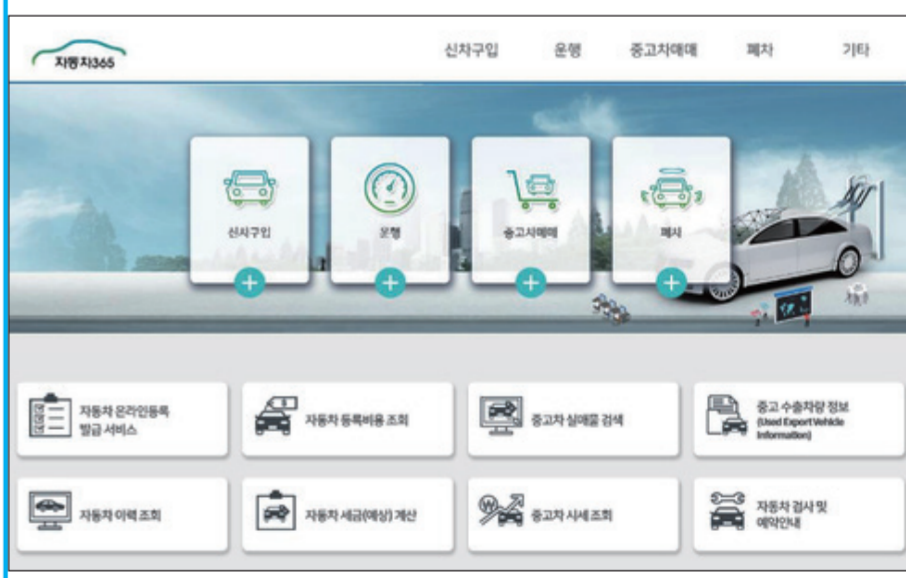 자동차365
신차구입 운행 중고차매매 폐차 기타
신차구입 운행 중고차매매 폐차
자동차 온라인등록
발급 서비스
자동차 등록비용 조회
중고차 실매물 검색
중고 수출차량 정보
(Used Export Vehicle
Information)
자동차 이력 조회
자동차 세금(예상) 계산
중고차 시세 조회
자동차 검사 및
예약안내